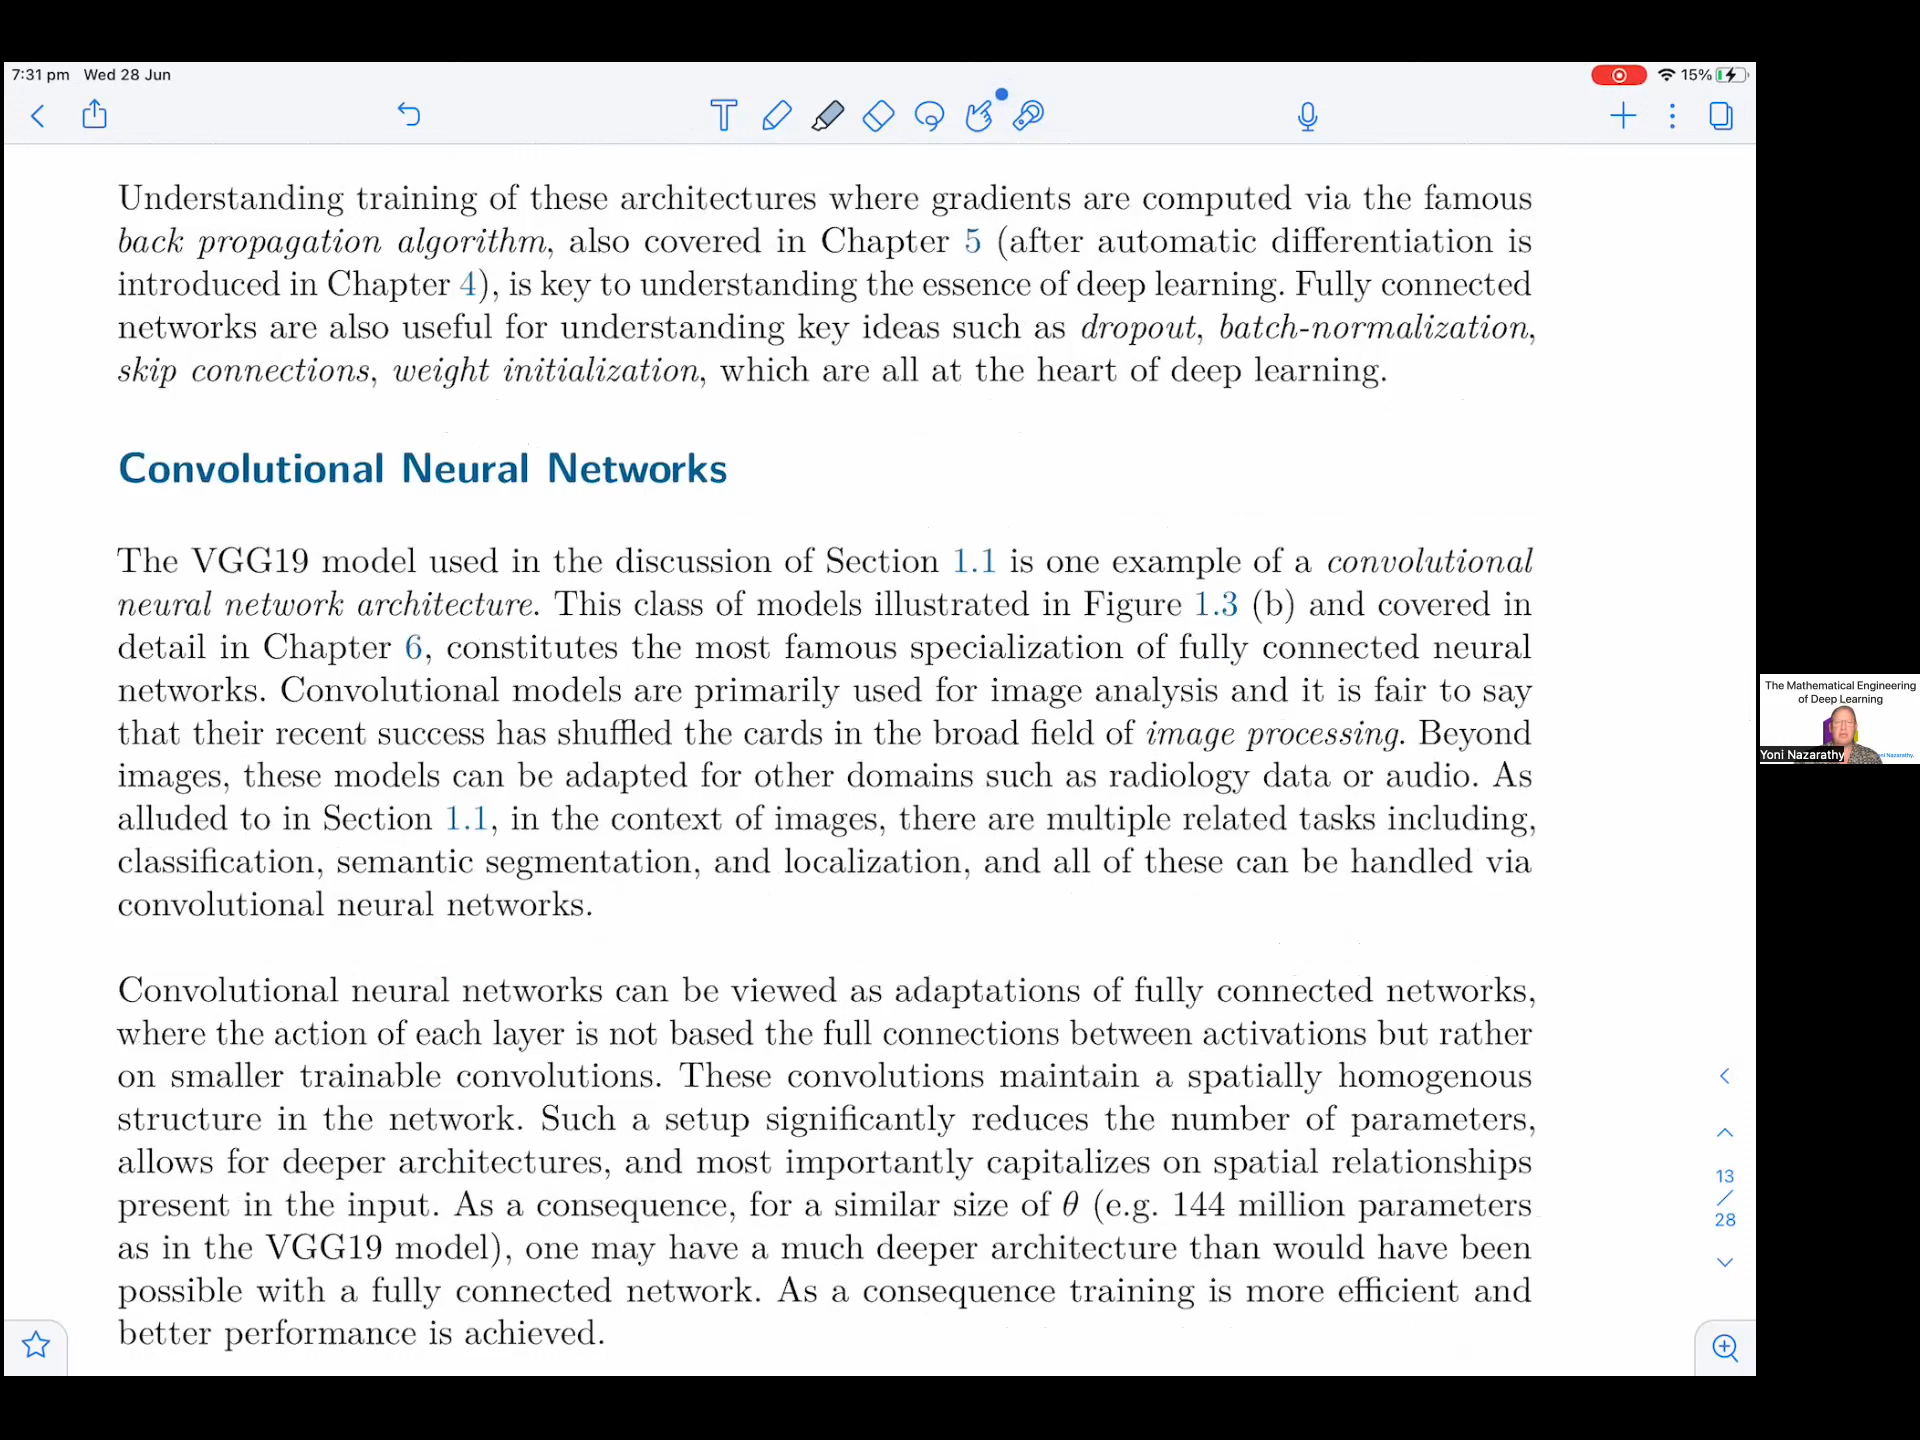 7:31 pm Wed 28 Jun
15%
Understanding training of these architectures where gradients are computed via the famous
back propagation algorithm, also covered in Chapter 5 (after automatic differentiation is
introduced in Chapter 4), is key to understanding the essence of deep learning. Fully connected
networks are also useful for understanding key ideas such as dropout, batch-normalization,
skip connections, weight initialization, which are all at the heart of deep learning.
Convolutional Neural Networks
The VGG19 model used in the discussion of Section 1.1 is one example of a convolutional
neural network architecture. This class of models illustrated in Figure 1.3 (b) and covered in
detail in Chapter 6, constitutes the most famous specialization of fully connected neural
networks. Convolutional models are primarily used for image analysis and it is fair to say
that their recent success has shuffled the cards in the broad field of image processing. Beyond
images, these models can be adapted for other domains such as radiology data or audio. As
alluded to in Section 1.1, in the context of images, there are multiple related tasks including,
classification, semantic segmentation, and localization, and all of these can be handled via
convolutional neural networks.
Convolutional neural networks can be viewed as adaptations of fully connected networks,
where the action of each layer is not based the full connections between activations but rather
on smaller trainable convolutions. These convolutions maintain a spatially homogenous
structure in the network. Such a setup significantly reduces the number of parameters,
allows for deeper architectures, and most importantly capitalizes on spatial relationships
present in the input. As a consequence, for a similar size of θ (e.g. 144 million parameters
as in the VGG19 model), one may have a much deeper architecture than would have been
possible with a fully connected network. As a consequence training is more efficient and
better performance is achieved.
13
/
28
The Mathematical Engineering
of Deep Learning
Yoni Nazarathy
Nazarathy.